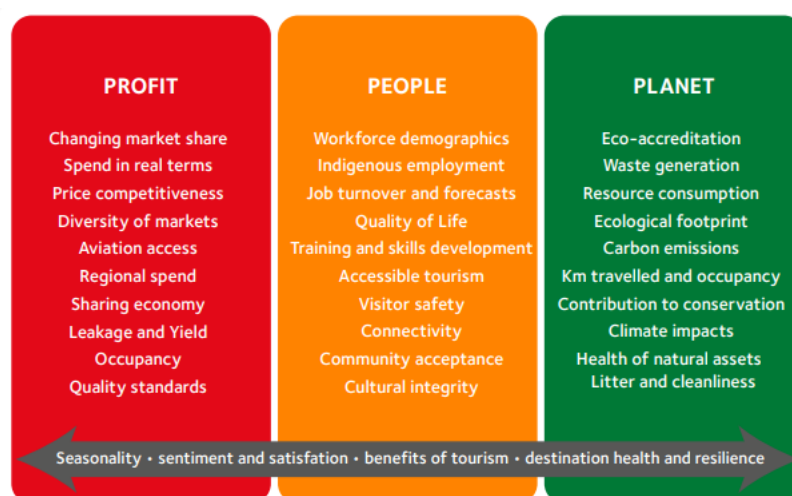 PROFIT
Changing market share
Spend in real terms
Price competitiveness
Diversity of markets
Aviation access
Regional spend
Sharing economy
Leakage and Yield
Occupancy
Quality standards
PEOPLE
Workforce demographics
Indigenous employment
Job turnover and forecasts
Quality of Life
Training and skills development
Accessible tourism
Visitor safety
Connectivity
Community acceptance
Cultural integrity
PLANET
Eco-accreditation
Waste generation
Resource consumption
Ecological footprint
Carbon emissions
Km travelled and occupancy
Contribution to conservation
Climate impacts
Health of natural assets
Litter and cleanliness
Seasonality • sentiment and satisfation • benefits of tourism • destination health and resilience